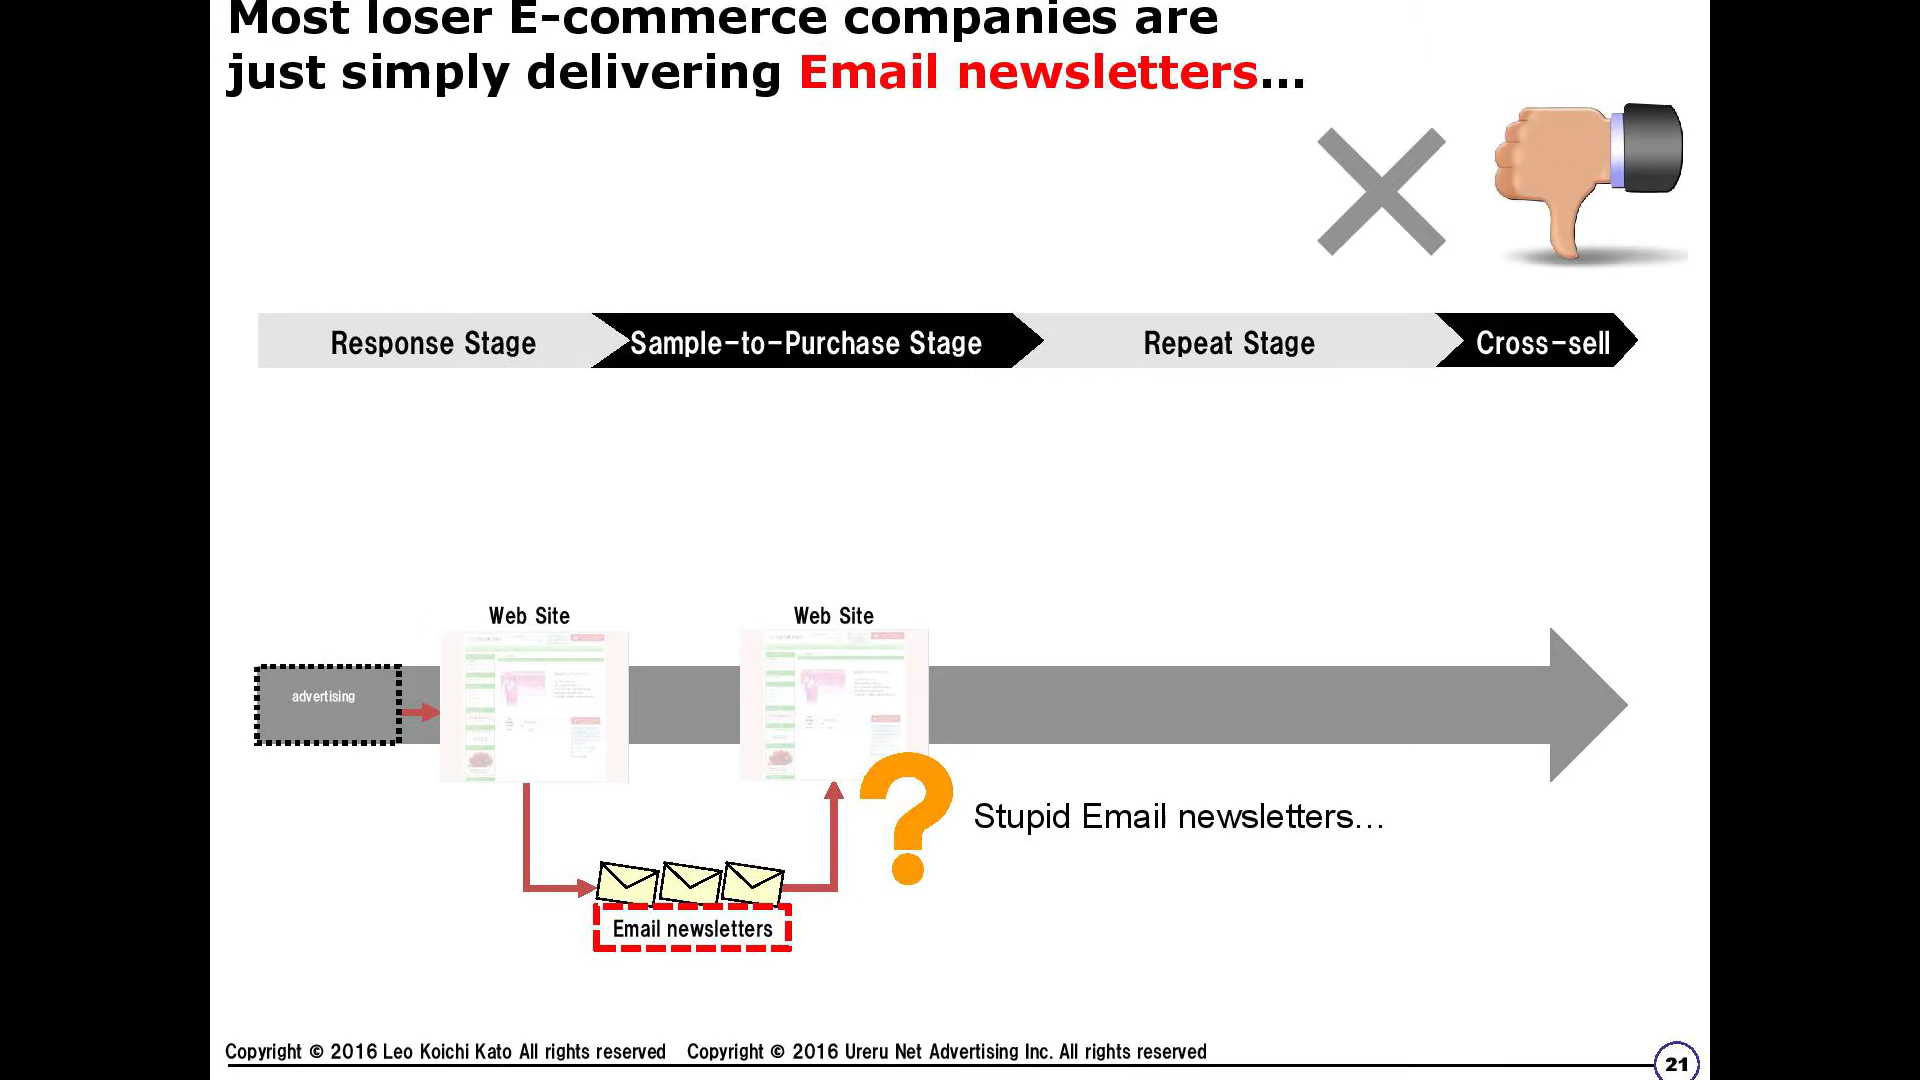 Most loser E-commerce companies are
just simply delivering Email newsletters...
Response Stage
Sample-to-Purchase Stage
Repeat Stage
Cross-sell
Web Site
Web Site
advertising
?
Stupid Email newsletters...
Email newsletters
Copyright © 2016 Leo Koichi Kato All rights reserved Copyright © 2016 Ureru Net Advertising Inc. All rights reserved
21